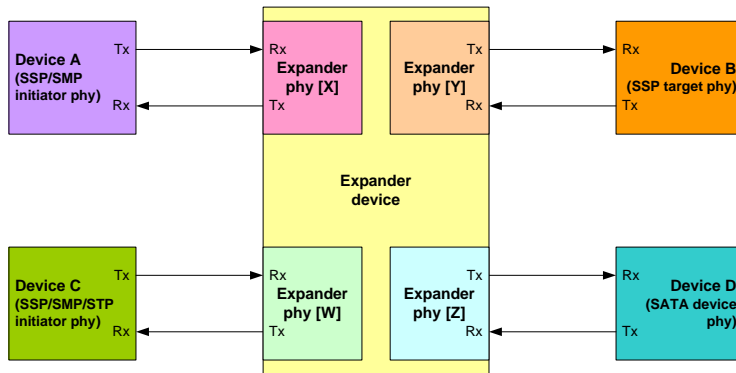 Device A
(SSP/SMP
initiator phy)
Tx
Rx
Rx
Tx
Expander
phy [X]
Expander
phy [Y]
Tx
Rx
Rx
Tx
Device B
(SSP target phy)
Expander
device
Device C
(SSP/SMP/STP
initiator phy)
Tx
Rx
Rx
Tx
Expander
phy [W]
Expander
phy [Z]
Tx
Rx
Rx
Tx
Device D
(SATA device
phy)